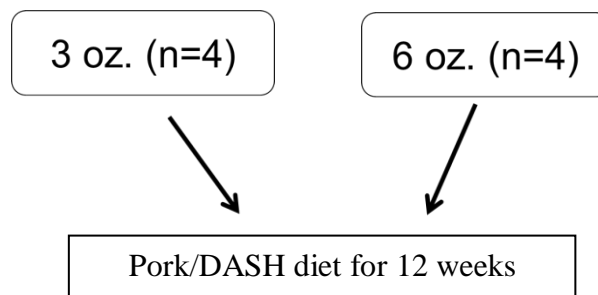 3 oz. (n=4)
6 oz. (n=4)
Pork/DASH diet for 12 weeks